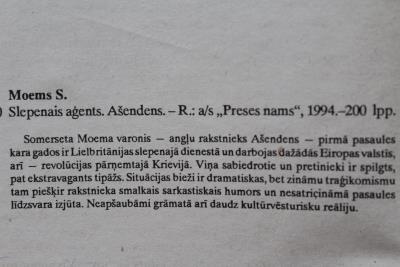 Moems S.
) Slepenais aģents. Ašendens. – R.: a/s „Preses nams“, 1994.–200 lpp.
Somerseta Moema varonis – angļu rakstnieks Ašendens – pirmā pasaules
kara gados ir Lielbritānijas slepenajā dienestā un darbojas dažādās Eiropas valstīs,
arī – revolūcijas pārņemtajā Krievijā. Viņa sabiedrotie un pretinieki ir spilgts,
pat ekstravagants tipāžs. Situācijas bieži ir dramatiskas, bet zināmu traģikomismu
tam piešķir rakstnieka smalkais sarkastiskais humors un nesatricināmā pasaules
līdzsvara izjūta. Neapšaubāmi grāmatā arī daudz kultūrvēsturisku reāliju.